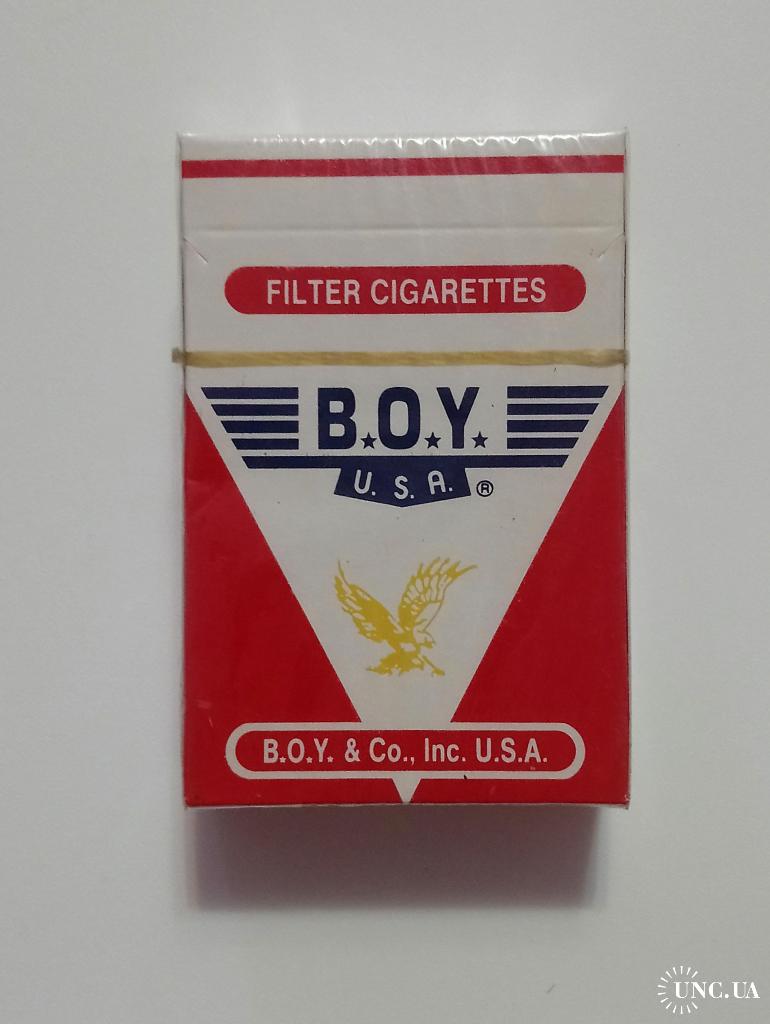 FILTER CIGARETTES
B.O.Y.
U. S. A. ®
B.O.Y. & Co., Inc. U.S.A.
UNC.UA